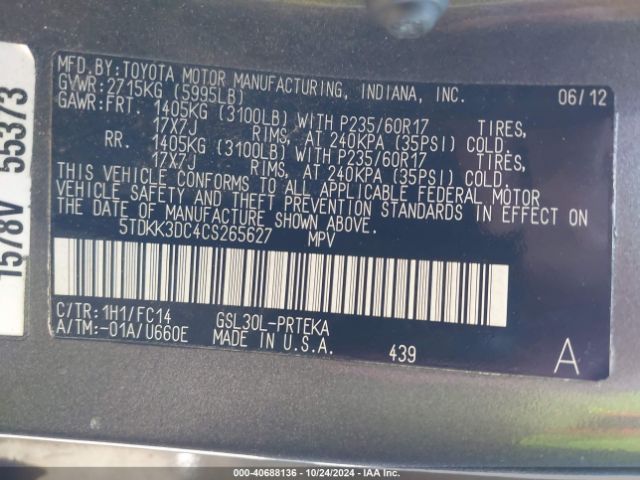 MFD.BY:TOYOTA MOTOR MANUFACTURING, INDIANA, INC. 06/12
GVWR:2715KG (5995LB)
GAWR:FRT. 1405KG (3100LB) WITH P235/60R17 TIRES,
17X7J RIMS, AT 240KPA (35PSI) COLD.
RR. 1405KG (3100LB) WITH P235/60R17 TIRES,
17X7J RIMS, AT 240KPA (35PSI) COLD.
THIS VEHICLE CONFORMS TO ALL APPLICABLE FEDERAL MOTOR
VEHICLE SAFETY AND THEFT PREVENTION STANDARDS IN EFFECT ON
THE DATE OF MANUFACTURE SHOWN ABOVE.
5TDKK3DC4CS265627 MPV
C/TR:1H1/FC14 GSL30L-PRTEKA
A/TM:-01A/U660E MADE IN U.S.A. 439 A
1578V 55373
000-40688136 - 10/24/2024 - IAA Inc.